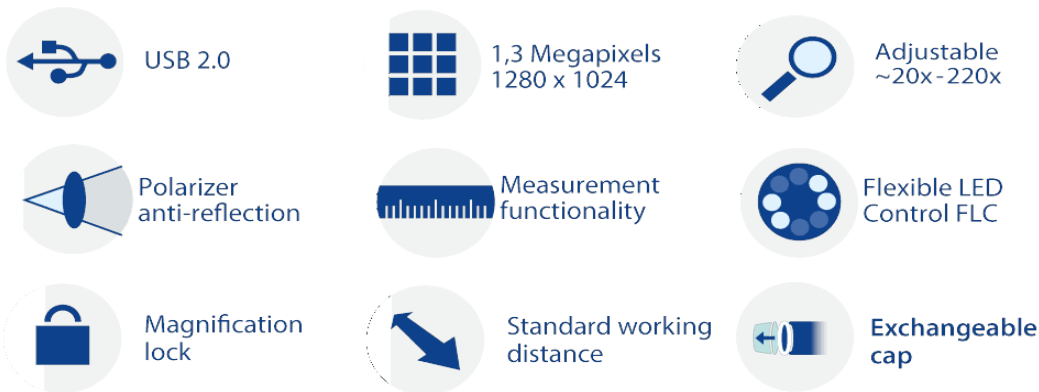 USB 2.0
1,3 Megapixels
1280 x 1024
Adjustable
~20x-220x
Polarizer
anti-reflection
Measurement
functionality
Flexible LED
Control FLC
Magnification
lock
Standard working
distance
Exchangeable
cap